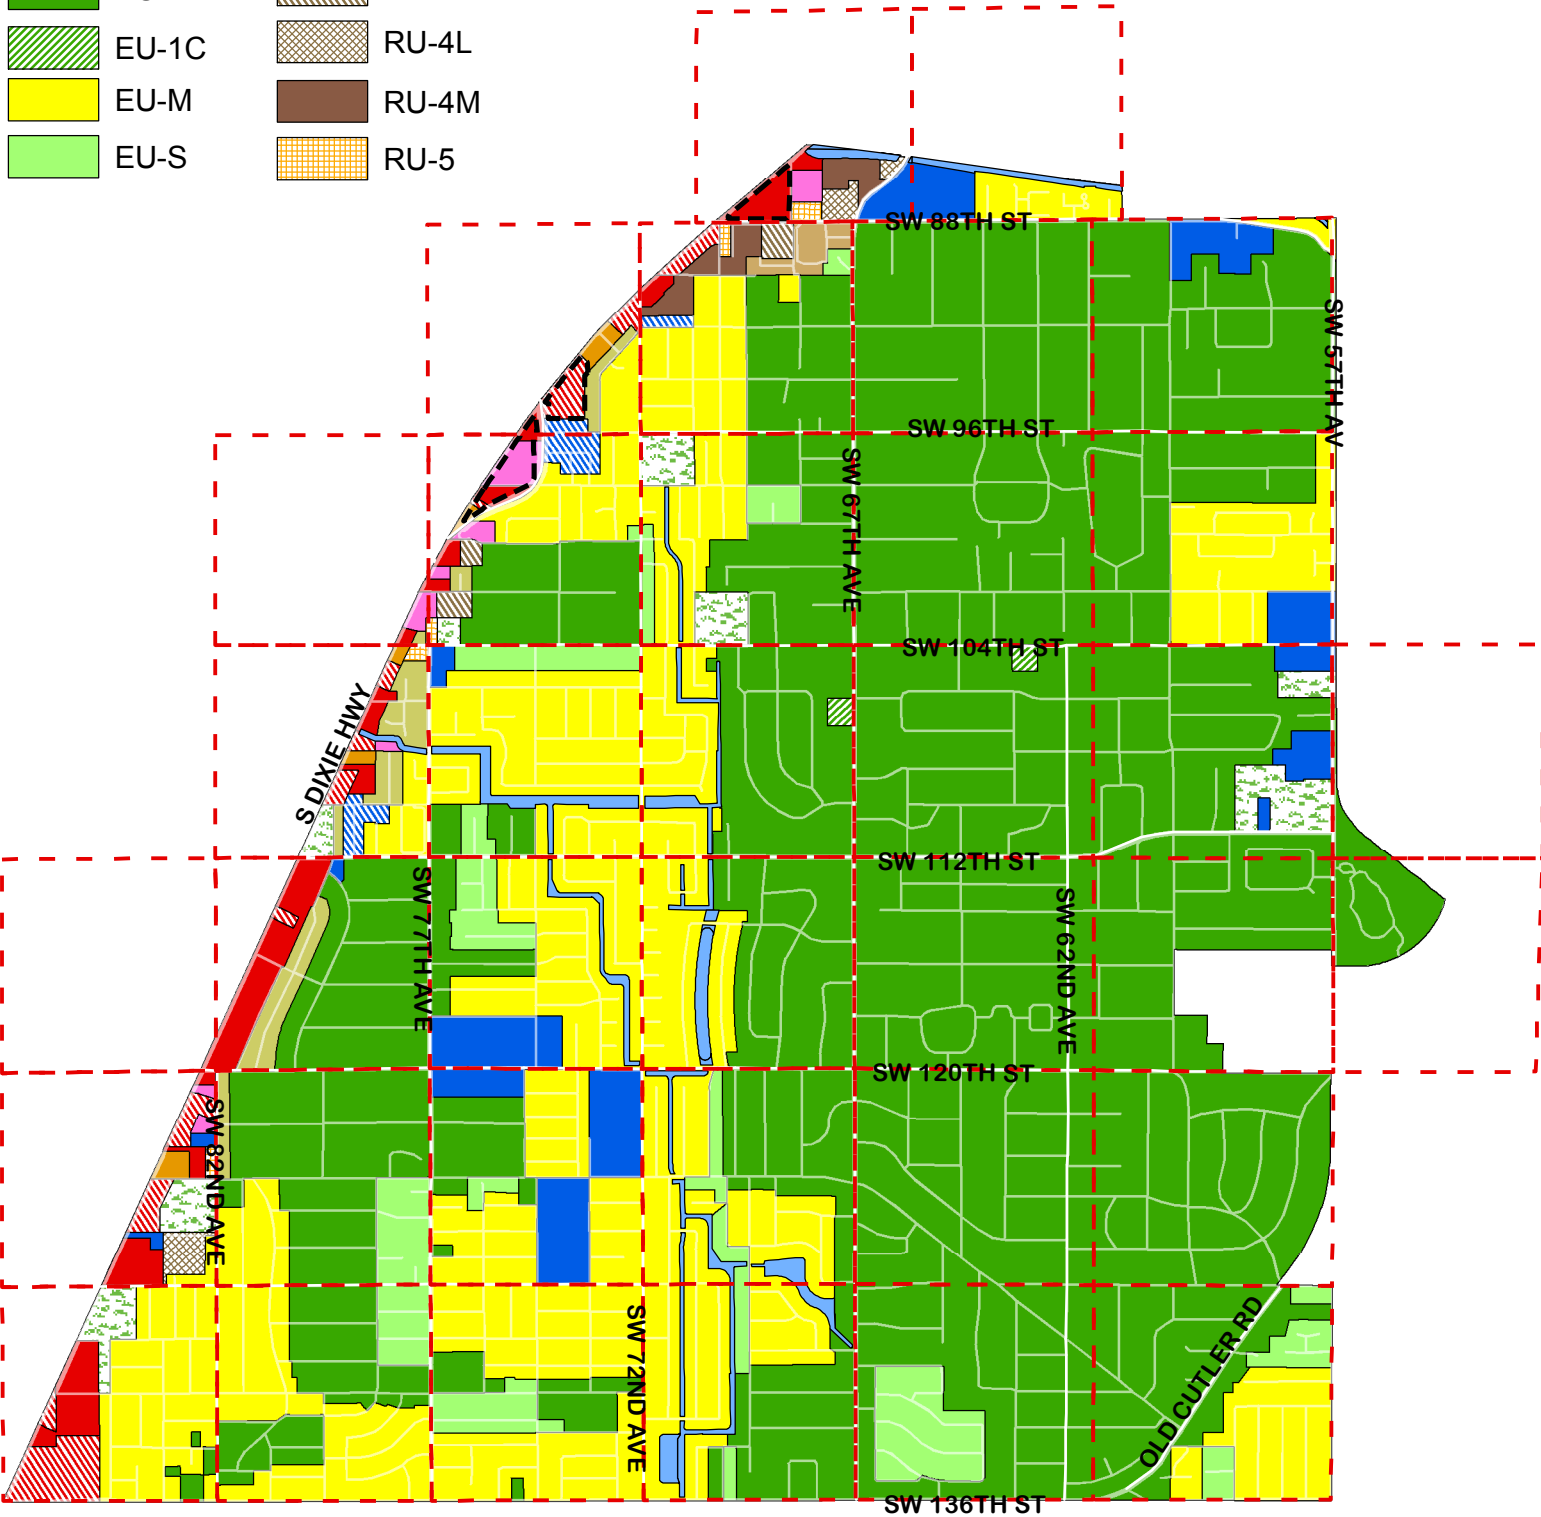 EU-1C
RU-4L
EU-M
RU-4M
EU-S
RU-5
SW 88TH ST
SW 57TH AV
SW 96TH ST
SW 67TH AVE
SW 104TH ST
S DIXIE HWY
SW 112TH ST
SW 77TH AVE
SW 62ND AVE
SW 120TH ST
SW 82ND AVE
SW 72ND AVE
OLD CUTLER RD
SW 136TH ST